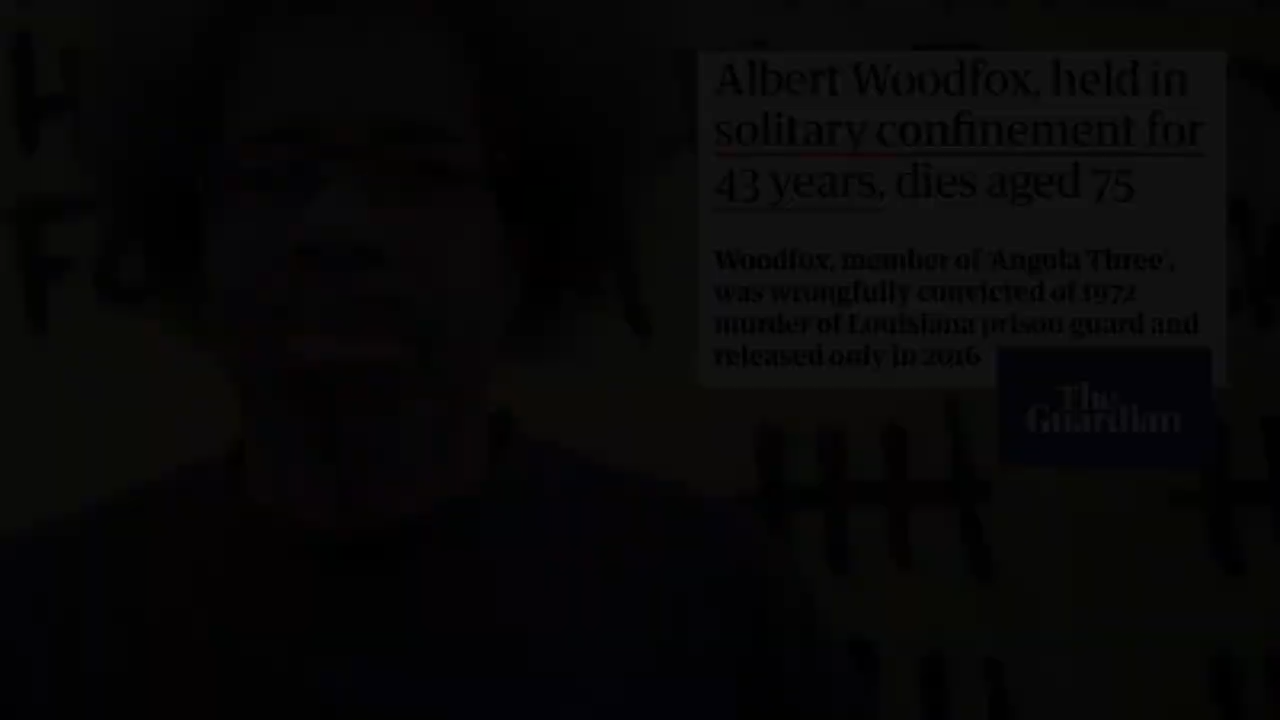 H
Fo
Albert Woodfox, held in
solitary confinement for
43 years, dies aged 75
Woodfox, member of 'Angola Three',
was wrongfully convicted of 1972
murder of Louisiana prison guard and
released only in 2016
The
Guardian